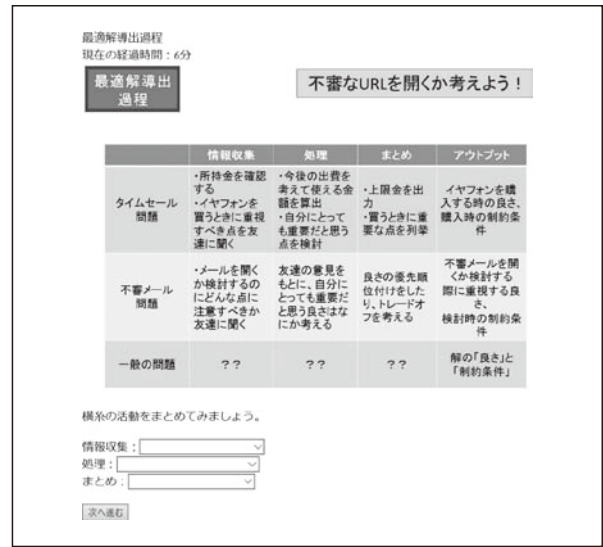 最適解導出過程
現在の経過時間：6分
最適解導出
過程
不審なURLを開くか考えよう！
情報収集
処理
まとめ
アウトプット
タイムセール
問題
・所持金を確認
する
・イヤフォンを
買うときに重視
すべき点を友
達に聞く
・今後の出費を
考えて使える金
額を算出
・自分にとって
も重要だと思う
点を検討
・上限金を出
力
・買うときに重
要な点を列挙
イヤフォンを購
入する時の良さ、
購入時の制約条
件
不審メール
問題
・メールを開く
か検討するの
にどんな点に
注意すべきか
友達に聞く
友達の意見を
もとに、自分に
とっても重要だ
と思う良さはな
にか考える
良さの優先順
位付けをした
り、トレードオ
フを考える
不審メールを開
くか検討する
際に重視する良
さ、
検討時の制約条
件
一般の問題
？？
？？
？？
解の「良さ」と
「制約条件」
横糸の活動をまとめてみましょう。
情報収集：
処理：
まとめ：
次へ進む